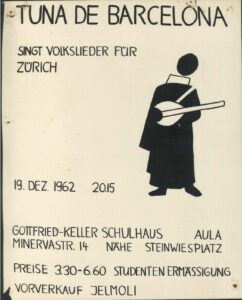 TUNA DE BARCELONA
SINGT VOLKSLIEDER FÜR
ZÜRICH
19. DEZ. 1962 20.15
GOTTFRIED-KELLER SCHULHAUS AULA
MINERVASTR. 14 NÄHE STEINWIESPLATZ
PREISE 3.30-6.60 STUDENTEN ERMÄSSIGUNG
VORVERKAUF JELMOLI